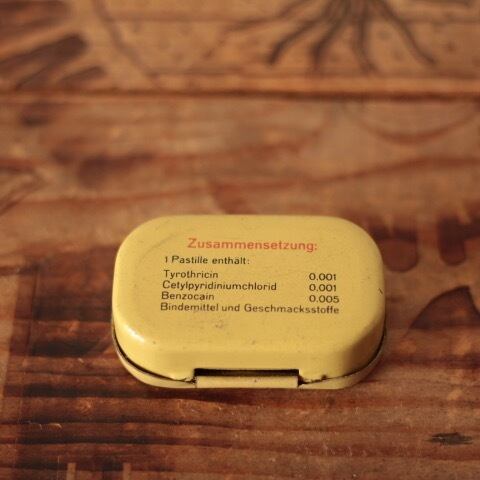 Zusammensetzung:
1 Pastille enthält:
Tyrothricin 0.001
Cetylpyridiniumchlorid 0.001
Benzocain 0.005
Bindemittel und Geschmacksstoffe